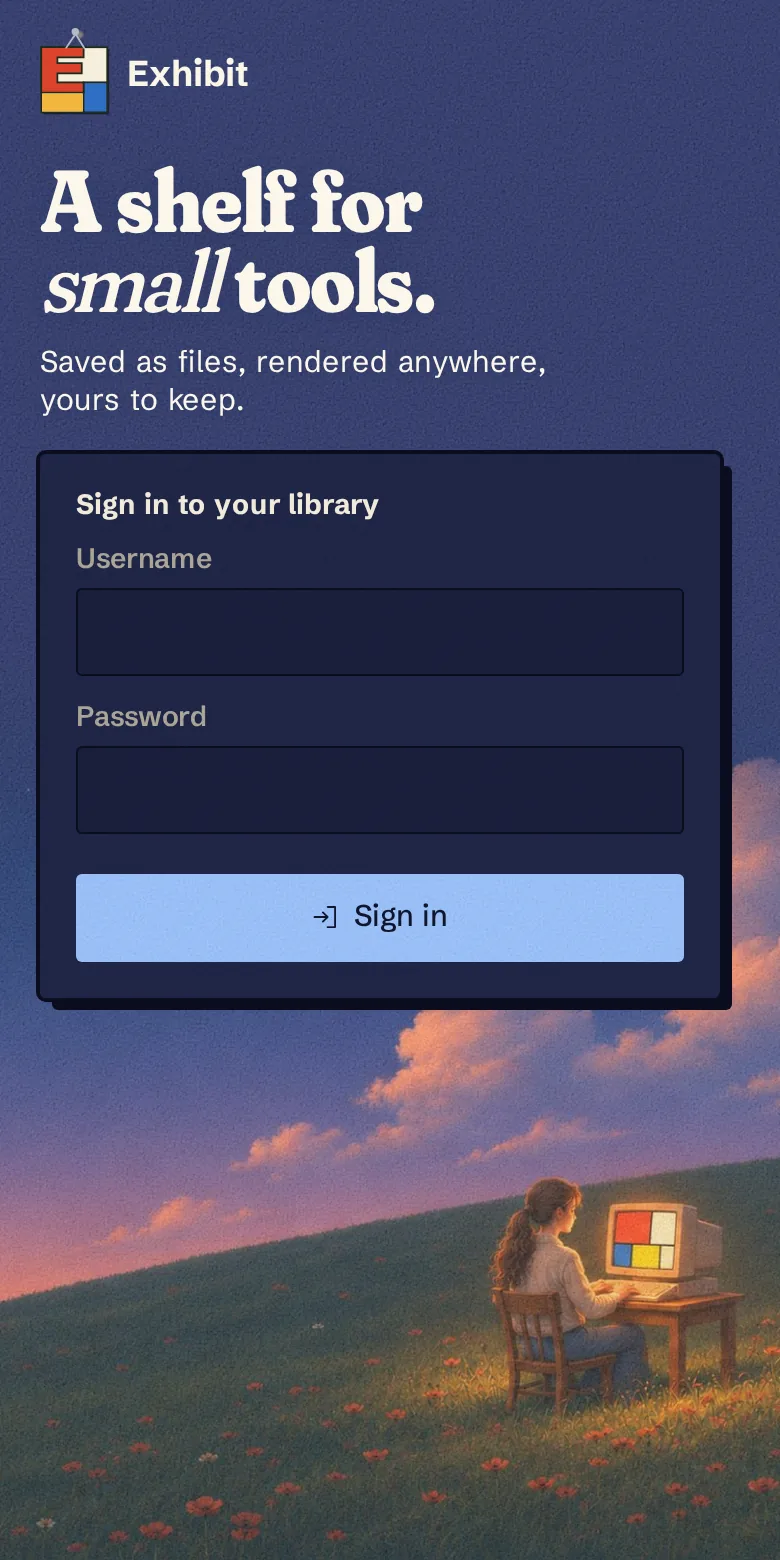 Exhibit
A shelf for
small tools.
Saved as files, rendered anywhere,
yours to keep.
Sign in to your library
Username
Password
Sign in